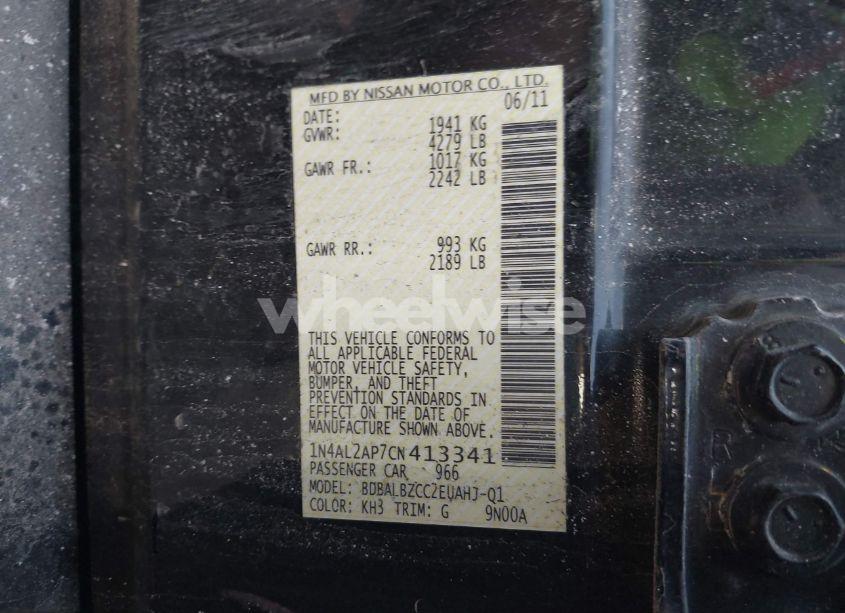 MFD BY NISSAN MOTOR CO., LTD.
DATE: 06/11
GVWR: 1941 KG
4279 LB
GAWR FR.: 1017 KG
2242 LB
GAWR RR.: 993 KG
2189 LB
wheelwise
THIS VEHICLE CONFORMS TO
ALL APPLICABLE FEDERAL
MOTOR VEHICLE SAFETY,
BUMPER, AND THEFT
PREVENTION STANDARDS IN
EFFECT ON THE DATE OF
MANUFACTURE SHOWN ABOVE.
1N4AL2AP7CN413341
PASSENGER CAR 966
MODEL: BDBALBZCC2EUAHJ-Q1
COLOR: KH3 TRIM: G 9N00A
R